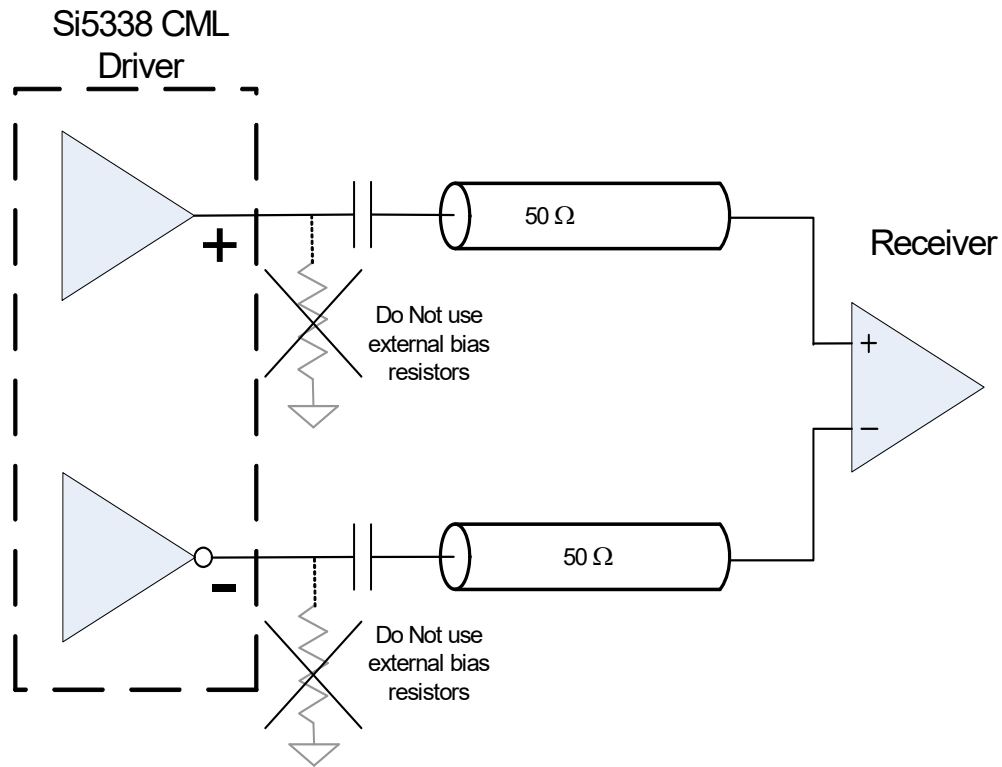 Si5338 CML
Driver
+
50 Ω
Receiver
Do Not use
external bias
resistors
+
−
50 Ω
-
Do Not use
external bias
resistors